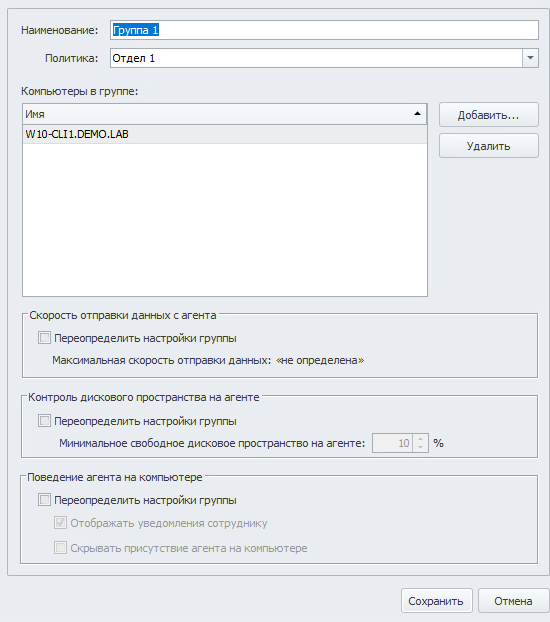 Наименование: Группа 1
Политика: Отдел 1
Компьютеры в группе:
Имя
Добавить...
W10-CLI1.DEMO.LAB
Удалить
Скорость отправки данных с агента
Переопределить настройки группы
Максимальная скорость отправки данных: «не определена»
Контроль дискового пространства на агенте
Переопределить настройки группы
Минимальное свободное дисковое пространство на агенте: 10 %
Поведение агента на компьютере
Переопределить настройки группы
Отображать уведомления сотруднику
Скрывать присутствие агента на компьютере
Сохранить Отмена